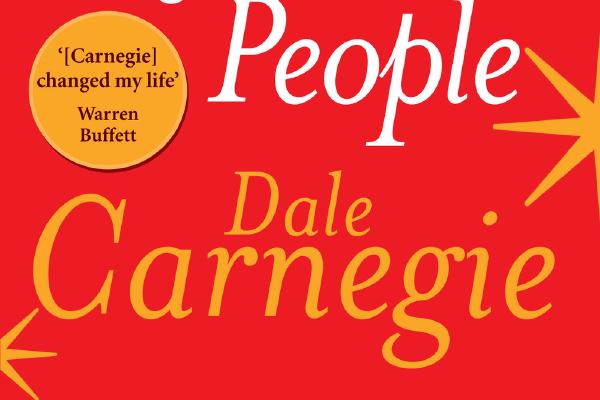 People
‘[Carnegie]
changed my life’
Warren
Buffett
Dale
Carnegie